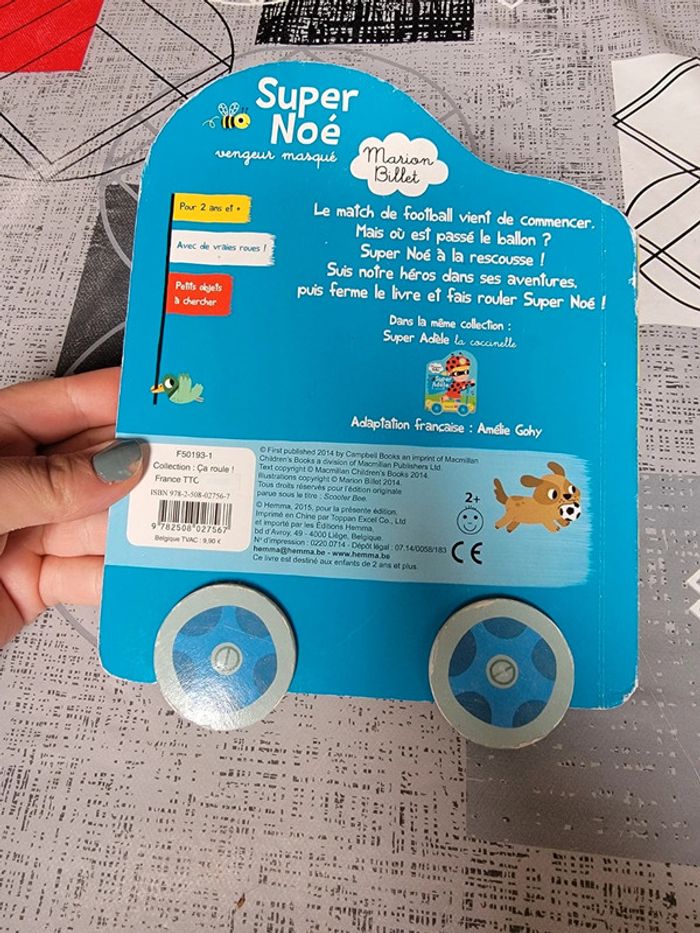 Super
Noé
vengeur masqué
Marion
Billet
Pour 2 ans et +
Avec de vraies roues !
Petits objets
à chercher
Le match de football vient de commencer.
Mais où est passé le ballon ?
Super Noé à la rescousse !
Suis notre héros dans ses aventures,
puis ferme le livre et fais rouler Super Noé !
Dans la même collection :
Super Adèle la coccinelle
Super
Adèle
Adaptation française : Amélie Gohy
F50193-1
Collection : Ça roule !
France TTC
ISBN 978-2-508-02756-7
9 782508 027567
Belgique TVAC : 9,90 €
© First published 2014 by Campbell Books an imprint of Macmillan
Children's Books a division of Macmillan Publishers Ltd.
Text copyright © Macmillan Children's Books 2014.
Illustrations copyright © Marion Billet 2014.
Tous droits réservés pour l'édition originale
parue sous le titre : Scooter Bee.
© Hemma, 2015, pour la présente édition.
Imprimé en Chine par Toppan Excel Co., Ltd
et importé par les Éditions Hemma,
bd d'Avroy, 49 - 4000 Liège, Belgique.
N° d'impression : 0220.0714 - Dépôt légal : 07.14/0058/183
hemma@hemma.be - www.hemma.be
Ce livre est destiné aux enfants de 2 ans et plus.
2+
CE